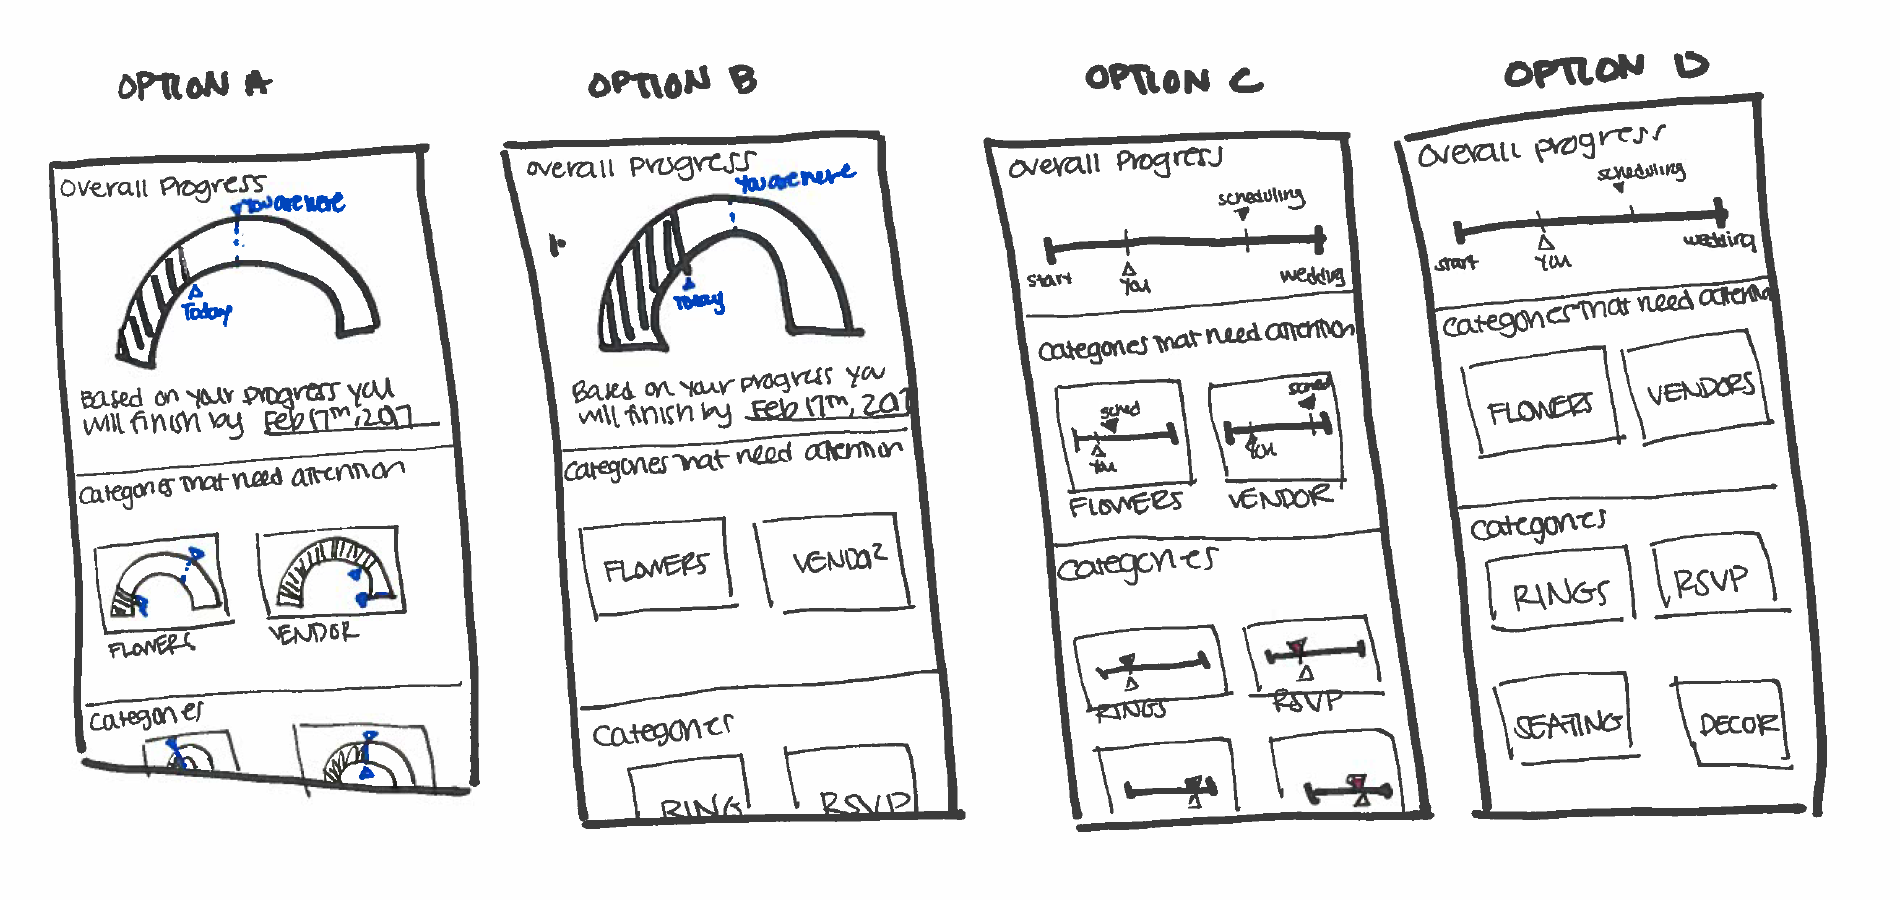 OPTION A
Overall Progress
You are here
Today
Based on your progress you
will finish by Feb 17th, 2017
Categories that need attention
FLOWERS
VENDOR
Categories
OPTION B
Overall Progress
You are here
Today
Based on your progress you
will finish by Feb 17th, 201
Categories that need attention
FLOWERS
VENDOR
Categories
RING
RSVP
OPTION C
Overall Progress
scheduling
start
You
wedding
Categories that need attention
sched
You
FLOWERS
sched
You
VENDOR
Categories
RINGS
RSVP
OPTION D
Overall progress
scheduling
start
You
wedding
Categories that need attention
FLOWERS
VENDORS
Categories
RINGS
RSVP
SEATING
DECOR